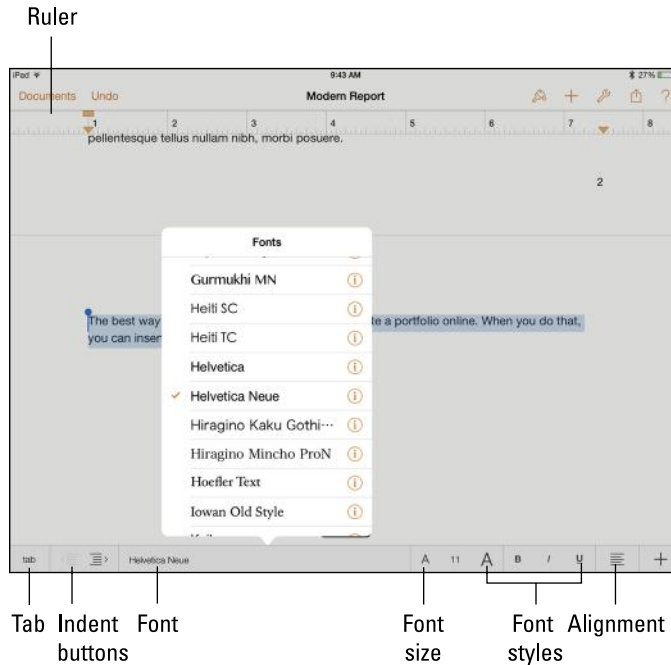 Ruler
iPad 9:43 AM 27%
Documents Undo Modern Report ?
1 2 3 4 5 6 7 8
pellentesque tellus nullam nibh, morbi posuere.
2
Fonts
Gurmukhi MN
Heiti SC
Heiti TC
Helvetica
Helvetica Neue
Hiragino Kaku Gothi···
Hiragino Mincho ProN
Hoefler Text
Iowan Old Style
The best way te a portfolio online. When you do that,
you can inser
tab Helvetica Neue A 11 A B I U +
Tab Indent buttons Font Font size Font styles Alignment